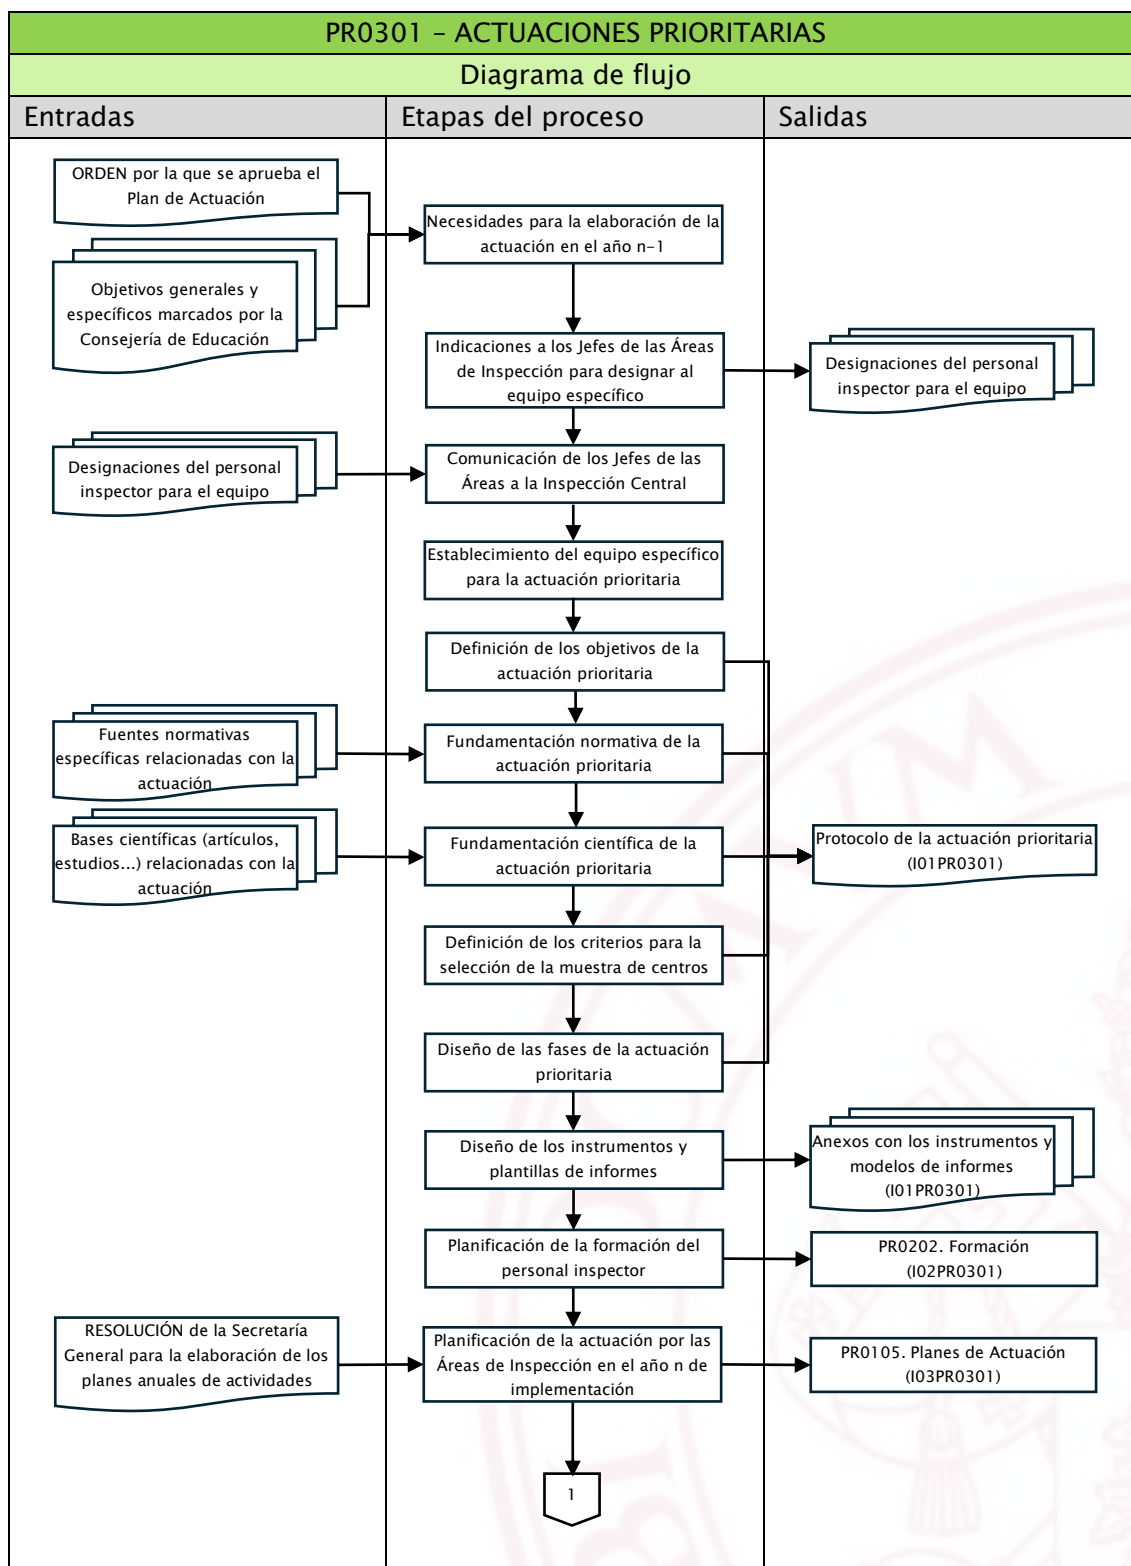 PR0301 – ACTUACIONES PRIORITARIAS
Diagrama de flujo
Entradas
Etapas del proceso
Salidas
ORDEN por la que se aprueba el
Plan de Actuación
Necesidades para la elaboración de la
actuación en el año n-1
Objetivos generales y
específicos marcados por la
Consejería de Educación
Indicaciones a los Jefes de las Áreas
de Inspección para designar al
equipo específico
Designaciones del personal
inspector para el equipo
Designaciones del personal
inspector para el equipo
Comunicación de los Jefes de las
Áreas a la Inspección Central
Establecimiento del equipo específico
para la actuación prioritaria
Definición de los objetivos de la
actuación prioritaria
Fuentes normativas
específicas relacionadas con la
actuación
Fundamentación normativa de la
actuación prioritaria
Bases científicas (artículos,
estudios...) relacionadas con la
actuación
Fundamentación científica de la
actuación prioritaria
Protocolo de la actuación prioritaria
(I01PR0301)
Definición de los criterios para la
selección de la muestra de centros
Diseño de las fases de la actuación
prioritaria
Diseño de los instrumentos y
plantillas de informes
Anexos con los instrumentos y
modelos de informes
(I01PR0301)
Planificación de la formación del
personal inspector
PR0202. Formación
(I02PR0301)
RESOLUCIÓN de la Secretaría
General para la elaboración de los
planes anuales de actividades
Planificación de la actuación por las
Áreas de Inspección en el año n de
implementación
PR0105. Planes de Actuación
(I03PR0301)
1